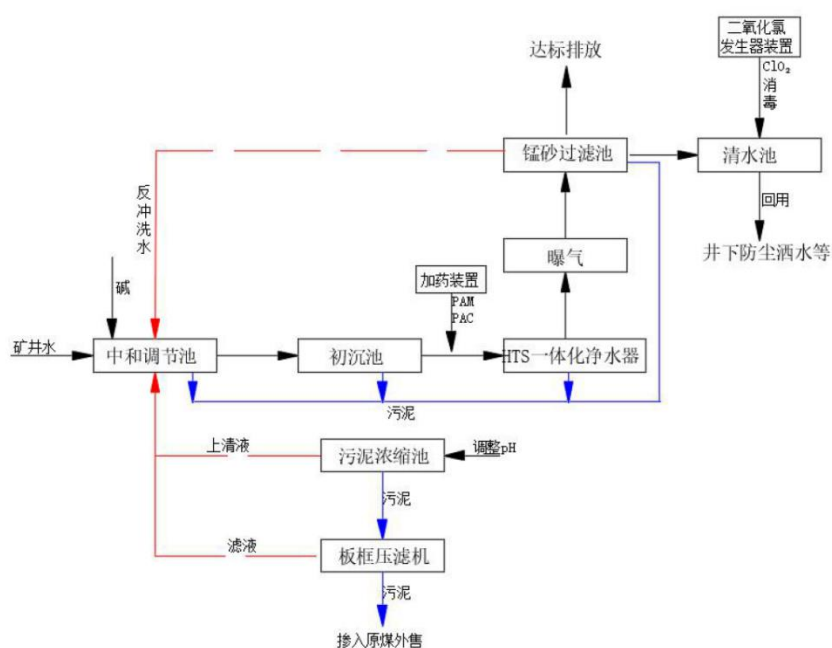 二氧化氯
发生器装置
达标排放
ClO₂
消
毒
锰砂过滤池
清水池
反
冲
洗
水
回用
曝气
井下防尘洒水等
碱
加药装置
PAM
PAC
矿井水
中和调节池
初沉池
HTS一体化净水器
污泥
上清液
污泥浓缩池
调整pH
污泥
滤液
板框压滤机
污泥
掺入原煤外售